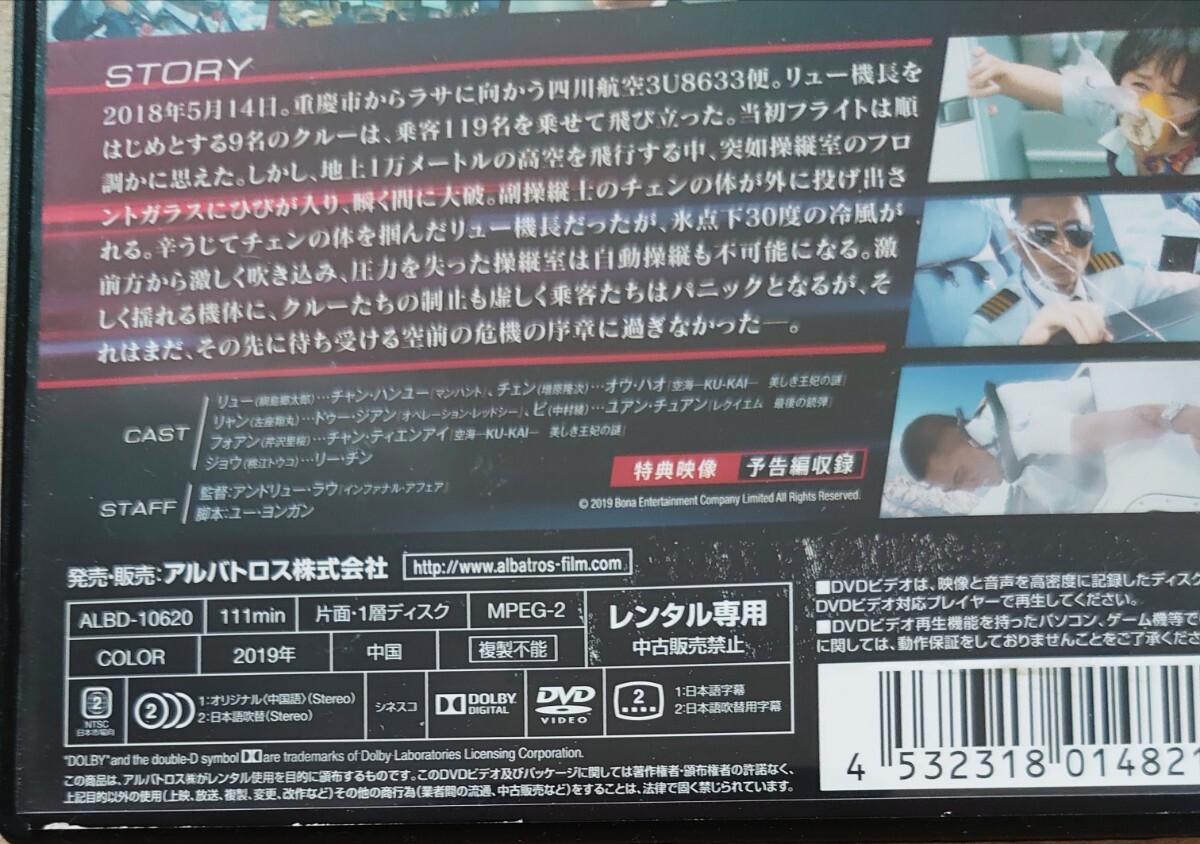 STORY
2018年5月14日。重慶市からラサに向かう四川航空3U8633便。リュー機長を
はじめとする9名のクルーは、乗客119名を乗せて飛び立った。当初フライトは順
調かに思えた。しかし、地上1万メートルの高空を飛行する中、突如操縦室のフロ
ントガラスにひびが入り、瞬く間に大破。副操縦士のチェンの体が外に投げ出さ
れる。辛うじてチェンの体を掴んだリュー機長だったが、氷点下30度の冷風が
前方から激しく吹き込み、圧力を失った操縦室は自動操縦も不可能になる。激
しく揺れる機体に、クルーたちの制止も虚しく乗客たちはパニックとなるが、そ
れはまだ、その先に待ち受ける空前の危機の序章に過ぎなかった―。
CAST
リュー(綱島郷太郎)…チャン・ハンユー『マンハント』、チェン(増原隆次)…オウ・ハオ『空海―KU-KAI― 美しき王妃の謎』
リャン(左座翔丸)…ドゥー・ジアン『オペレーション・レッドシー』、ビ(中村綾)…ユアン・チュアン『レクイエム 最後の銃弾』
フォアン(井沢里桜)…チャン・ティエンアイ『空海―KU-KAI― 美しき王妃の謎』
ジョウ(桃江トウコ)…リー・チン
STAFF
監督:アンドリュー・ラウ『インファナル・アフェア』
脚本:ユー・ヨンガン
特典映像 予告編収録
© 2019 Bona Entertainment Company Limited All Rights Reserved.
発売・販売:アルバトロス株式会社 http://www.albatros-film.com
ALBD-10620 111min 片面・1層ディスク MPEG-2
COLOR 2019年 中国 複製不能
レンタル専用
中古販売禁止
2 NTSC 日本市場向
2 1:オリジナル〈中国語〉(Stereo)
2:日本語吹替(Stereo)
シネスコ
DOLBY DIGITAL
DVD VIDEO
2 1:日本語字幕
2:日本語吹替用字幕
"DOLBY" and the double-D symbol are trademarks of Dolby Laboratories Licensing Corporation.
この商品は、アルバトロス㈱がレンタル使用を目的に頒布するものです。このDVDビデオ及びパッケージに関しては著作権者・頒布権者の許諾なく、
上記目的以外の使用(上映、放送、複製、変更、改作など)その他の商行為(業者間の流通、中古販売など)をすることは、法律で固く禁じられています。
■DVDビデオは、映像と音声を高密度に記録したディスク
DVDビデオ対応プレイヤーで再生してください。
■DVDビデオ再生機能を持ったパソコン、ゲーム機等で
に関しては、動作保証をしておりませんことをご了承くださ
4 532318 014821